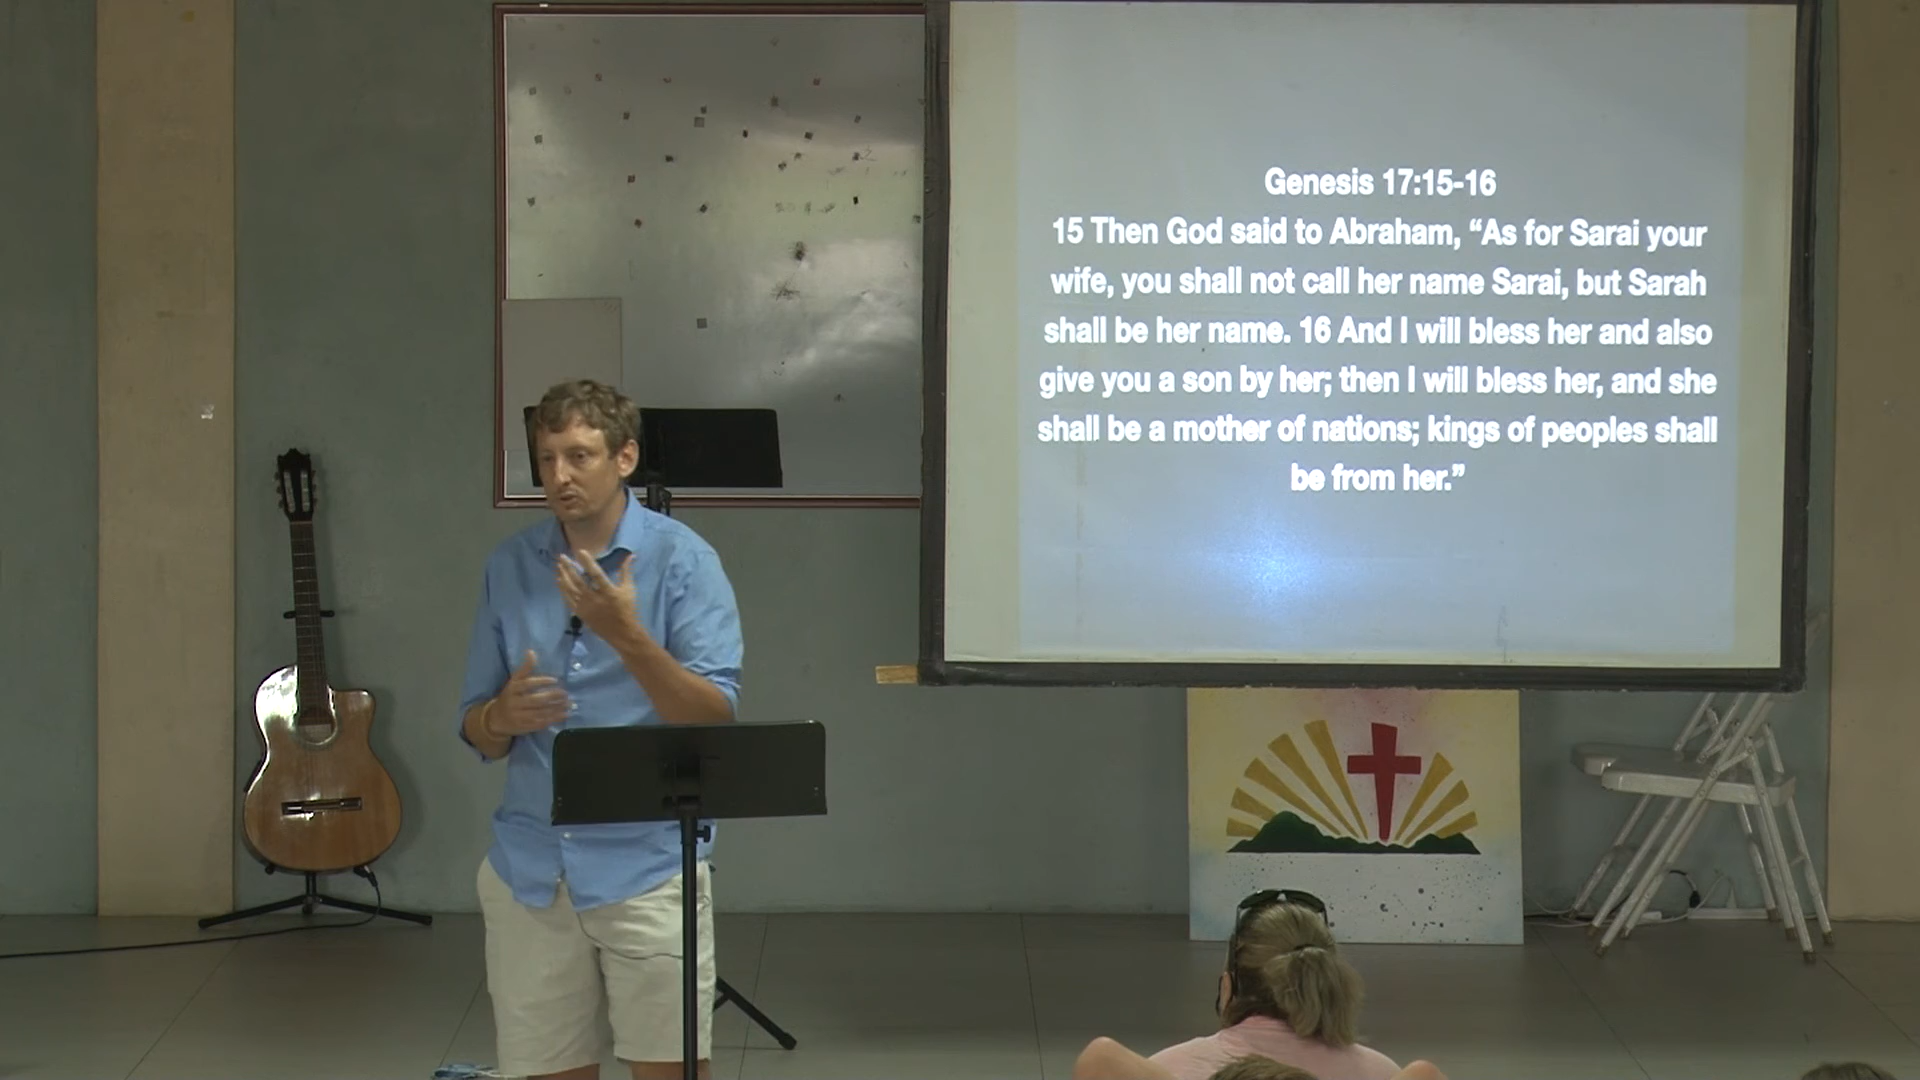 Genesis 17:15-16
15 Then God said to Abraham, “As for Sarai your
wife, you shall not call her name Sarai, but Sarah
shall be her name. 16 And I will bless her and also
give you a son by her; then I will bless her, and she
shall be a mother of nations; kings of peoples shall
be from her.”